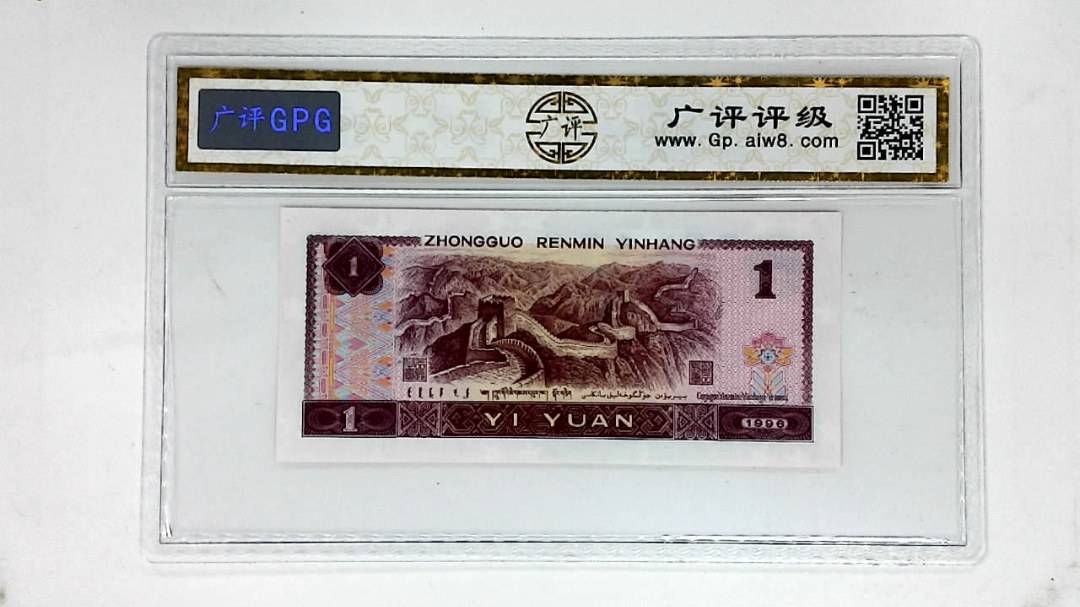 广评GPG
广评
广评评级
www. Gp. aiw8. com
ZHONGGUO RENMIN YINHANG
1
1
1
YI YUAN
1996